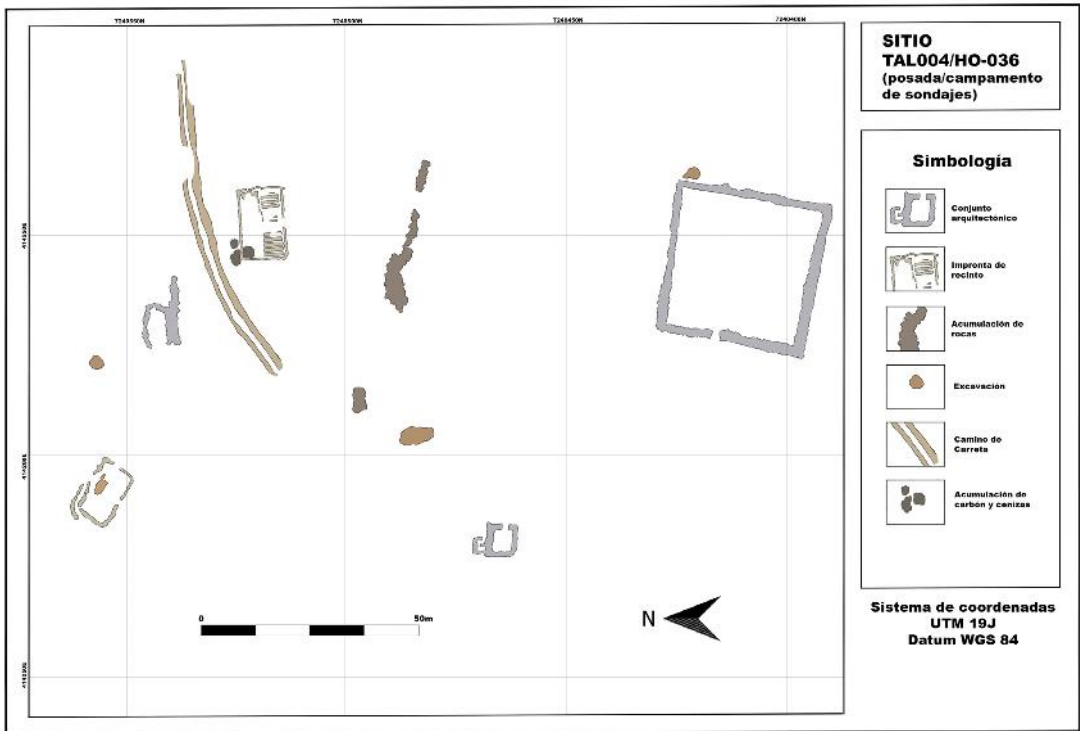 SITIO
TAL004/HO-036
(posada/campamento
de sondajes)
Simbología
Conjunto
arquitectónico
Impronta de
recinto
Acumulación de
rocas
Excavación
Camino de
Carreta
Acumulación de
carbón y cenizas
0
50m
N
Sistema de coordenadas
UTM 19J
Datum WGS 84